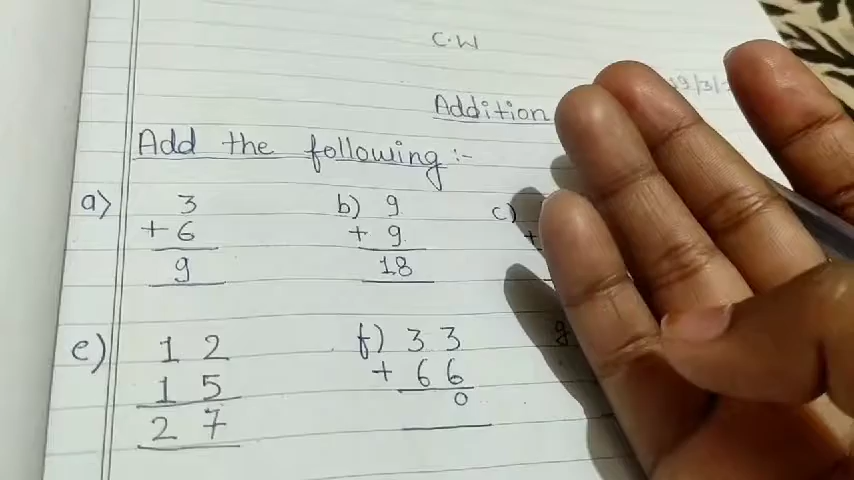 C.W
Addition
Add the following :-
a) 3 b) 9 c)
+ 6 + 9 +
9 18
e) 1 2 f) 3 3 g
1 5 + 6 6
2 7 0